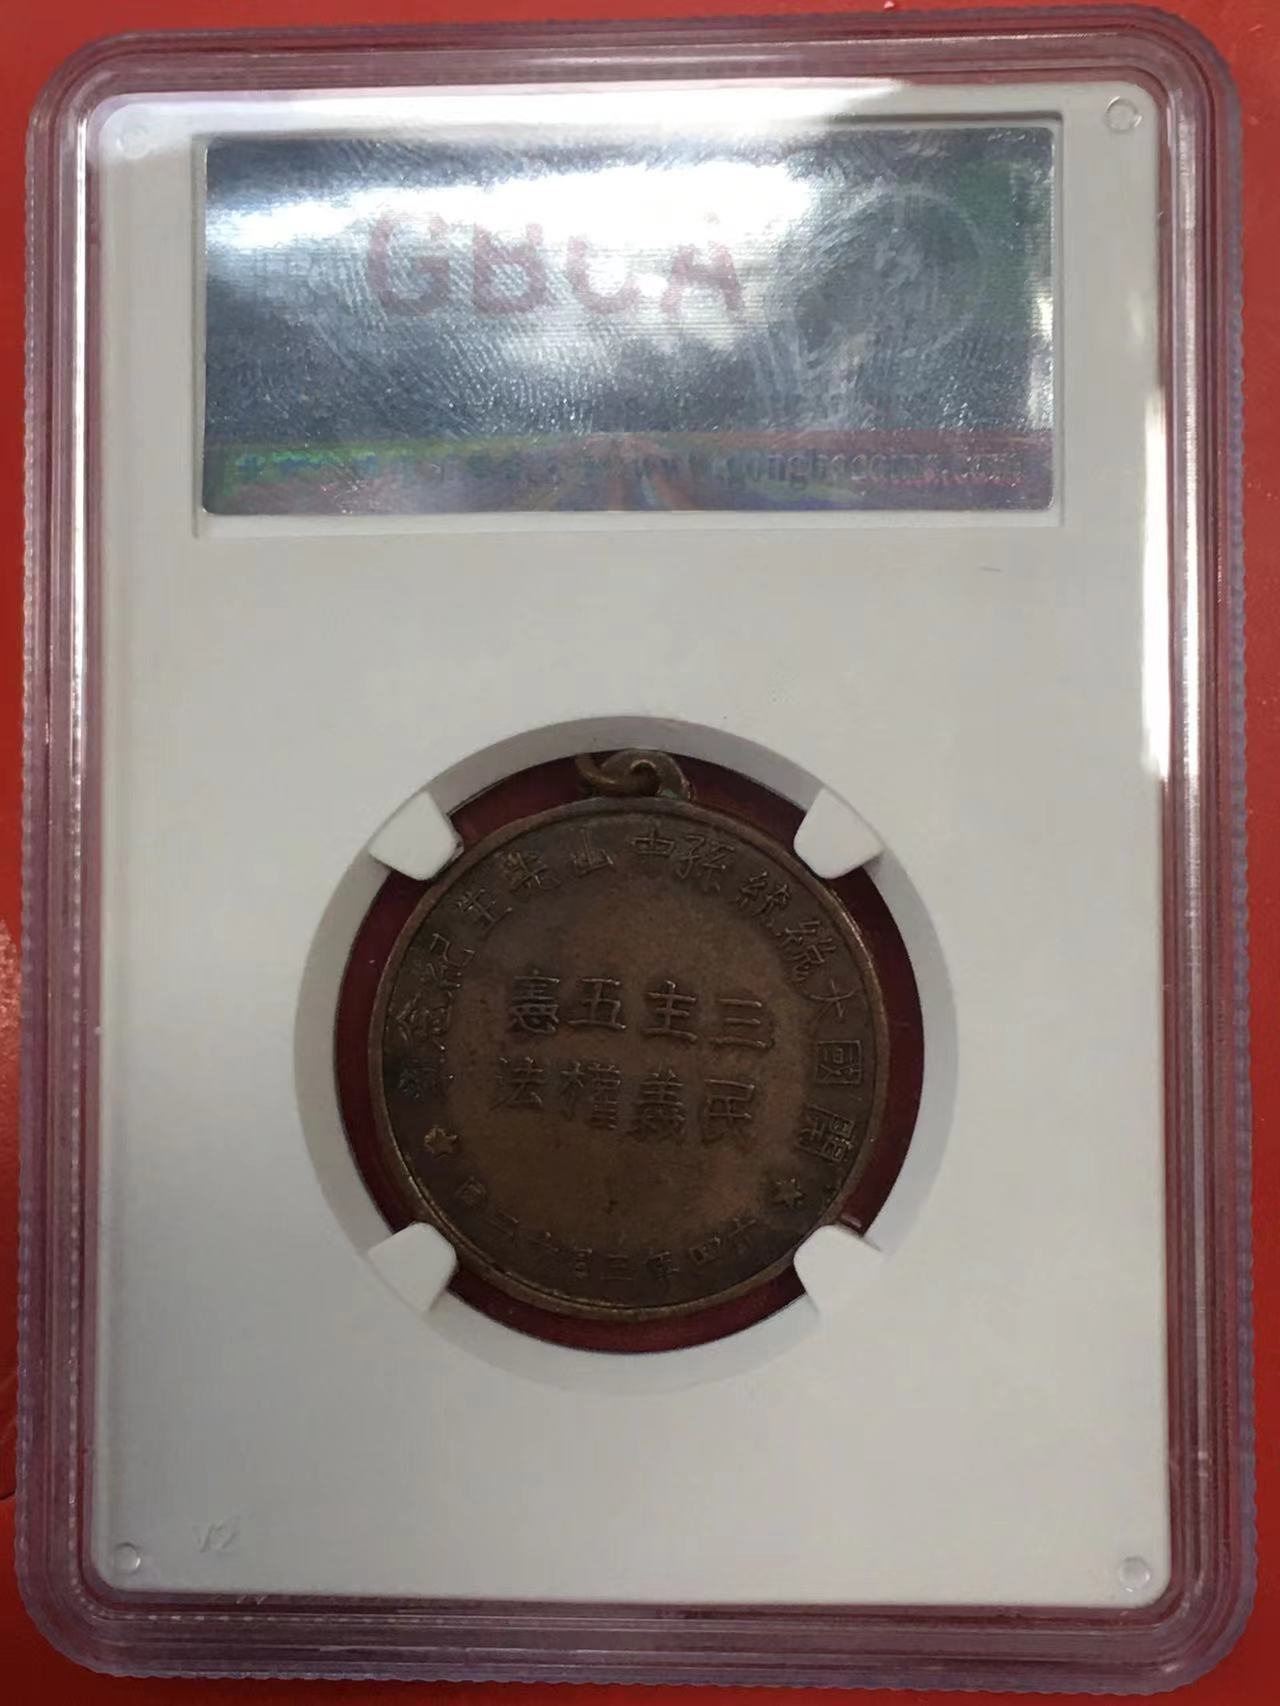 GBCA
開國大總統孫中山先生紀念章
三民
主義
五權
憲法
十四年三月十二
V2